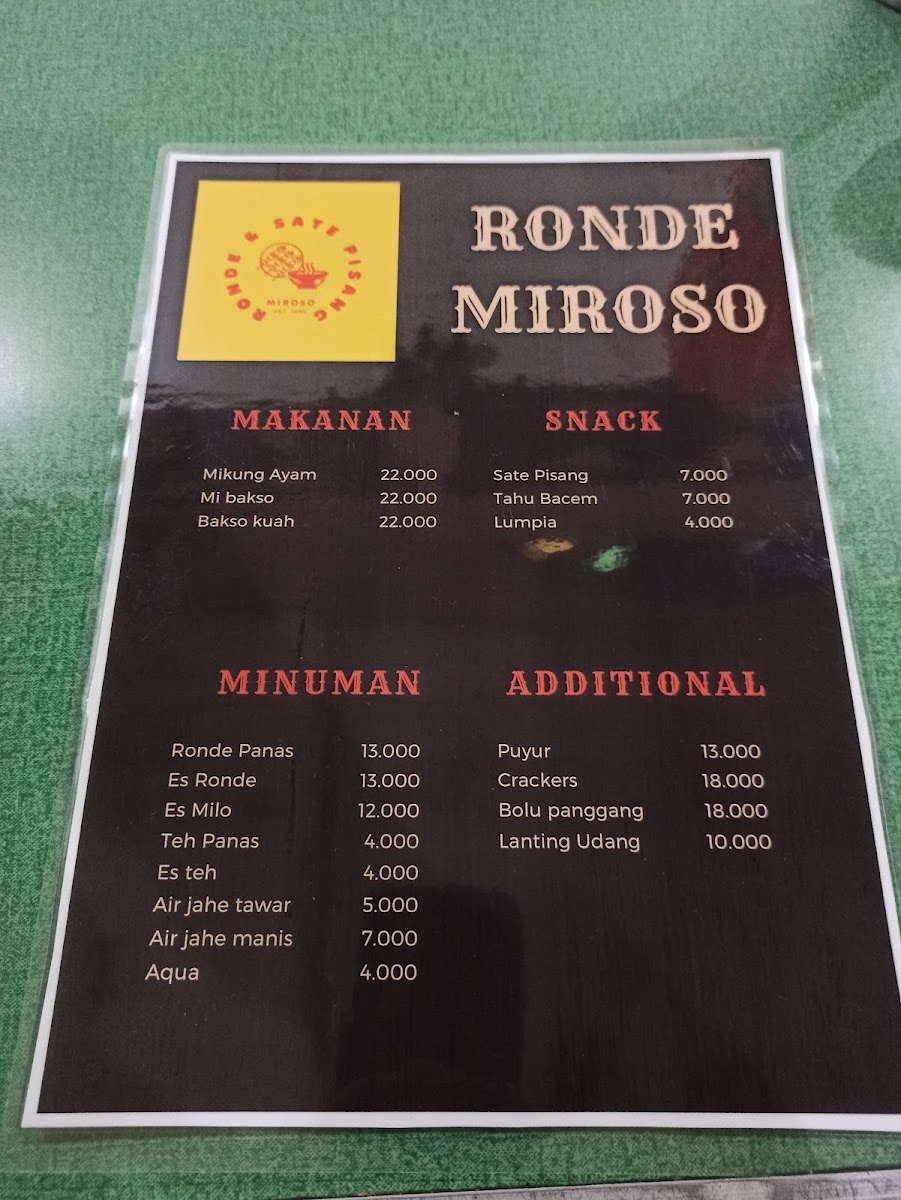 RONDE & SATE PISANG
MIROSO
RONDE
MIROSO
MAKANAN
Mikung Ayam 22.000
Mi bakso 22.000
Bakso kuah 22.000
SNACK
Sate Pisang 7.000
Tahu Bacem 7.000
Lumpia 4.000
MINUMAN
Ronde Panas 13.000
Es Ronde 13.000
Es Milo 12.000
Teh Panas 4.000
Es teh 4.000
Air jahe tawar 5.000
Air jahe manis 7.000
Aqua 4.000
ADDITIONAL
Puyur 13.000
Crackers 18.000
Bolu panggang 18.000
Lanting Udang 10.000